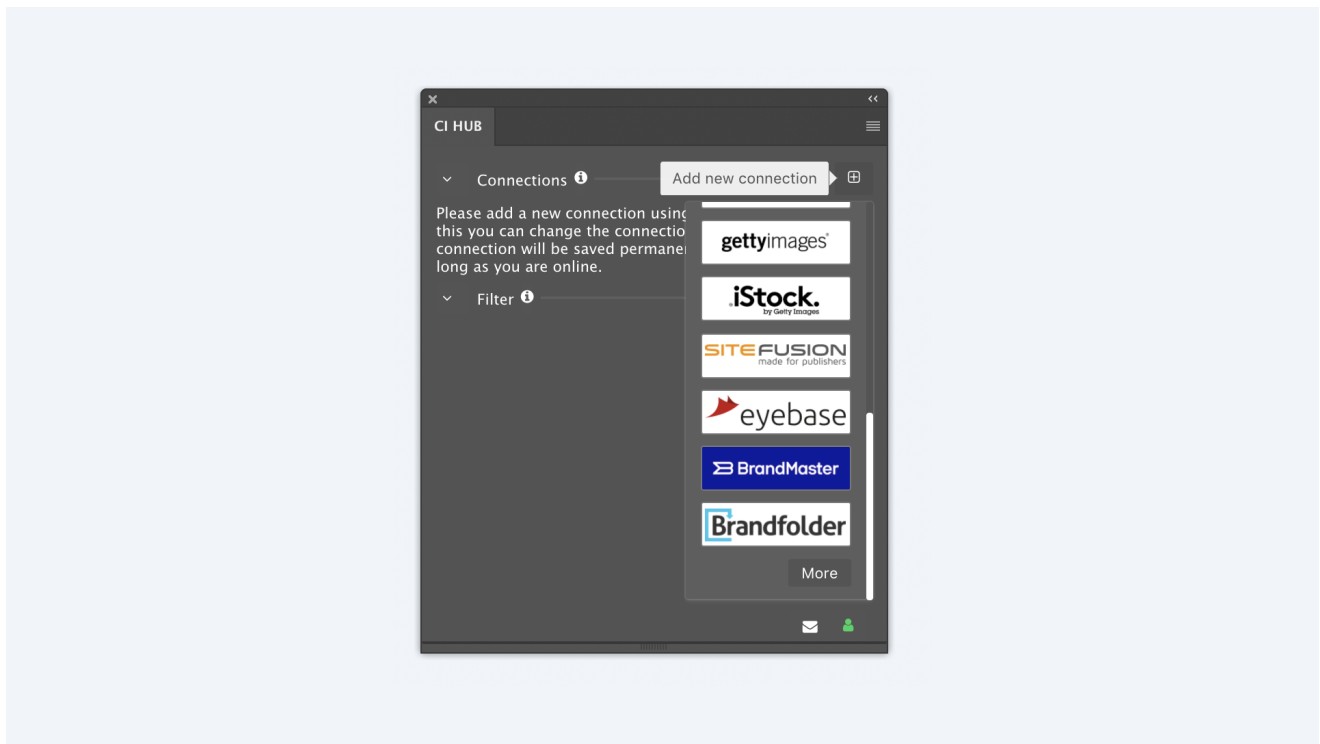 CI HUB
Connections
Add new connection
Please add a new connection using
this you can change the connectio
connection will be saved permane
long as you are online.
Filter
gettyimages®
iStock.
by Getty Images
SITEFUSION
made for publishers
eyebase
BrandMaster
Brandfolder
More